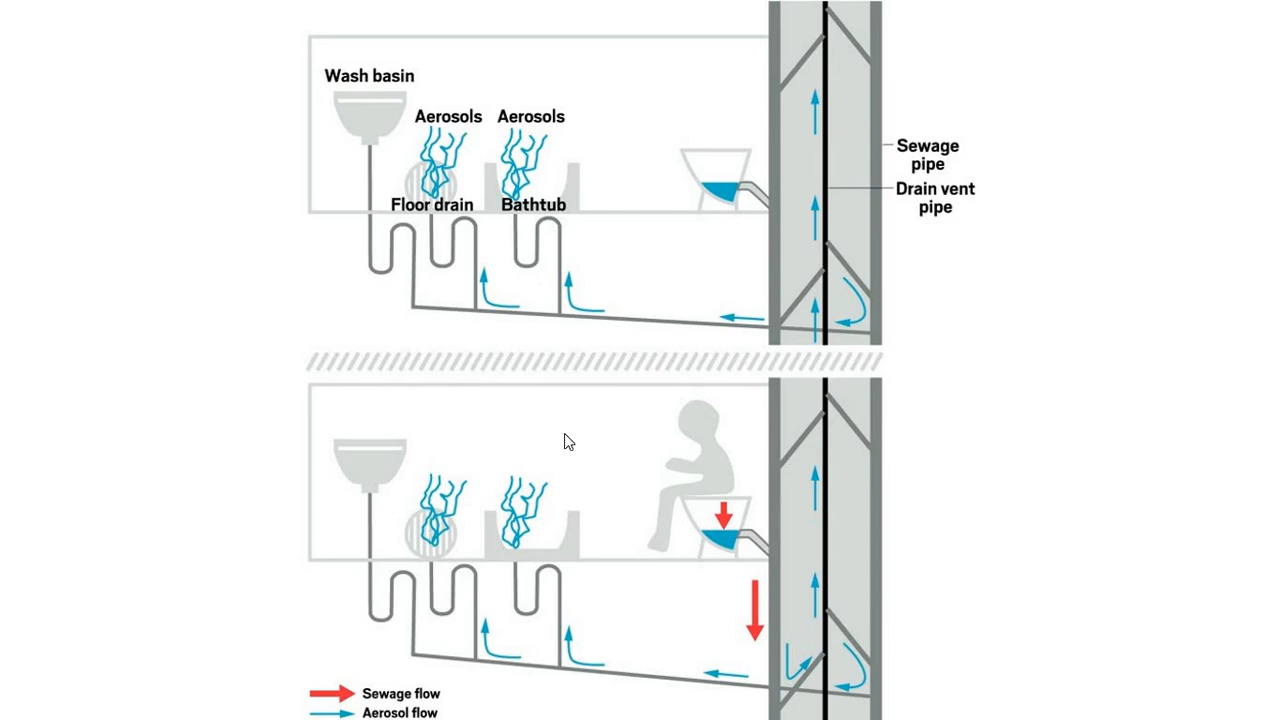 Wash basin
Aerosols Aerosols
Floor drain Bathtub
Sewage
pipe
Drain vent
pipe
Sewage flow
Aerosol flow